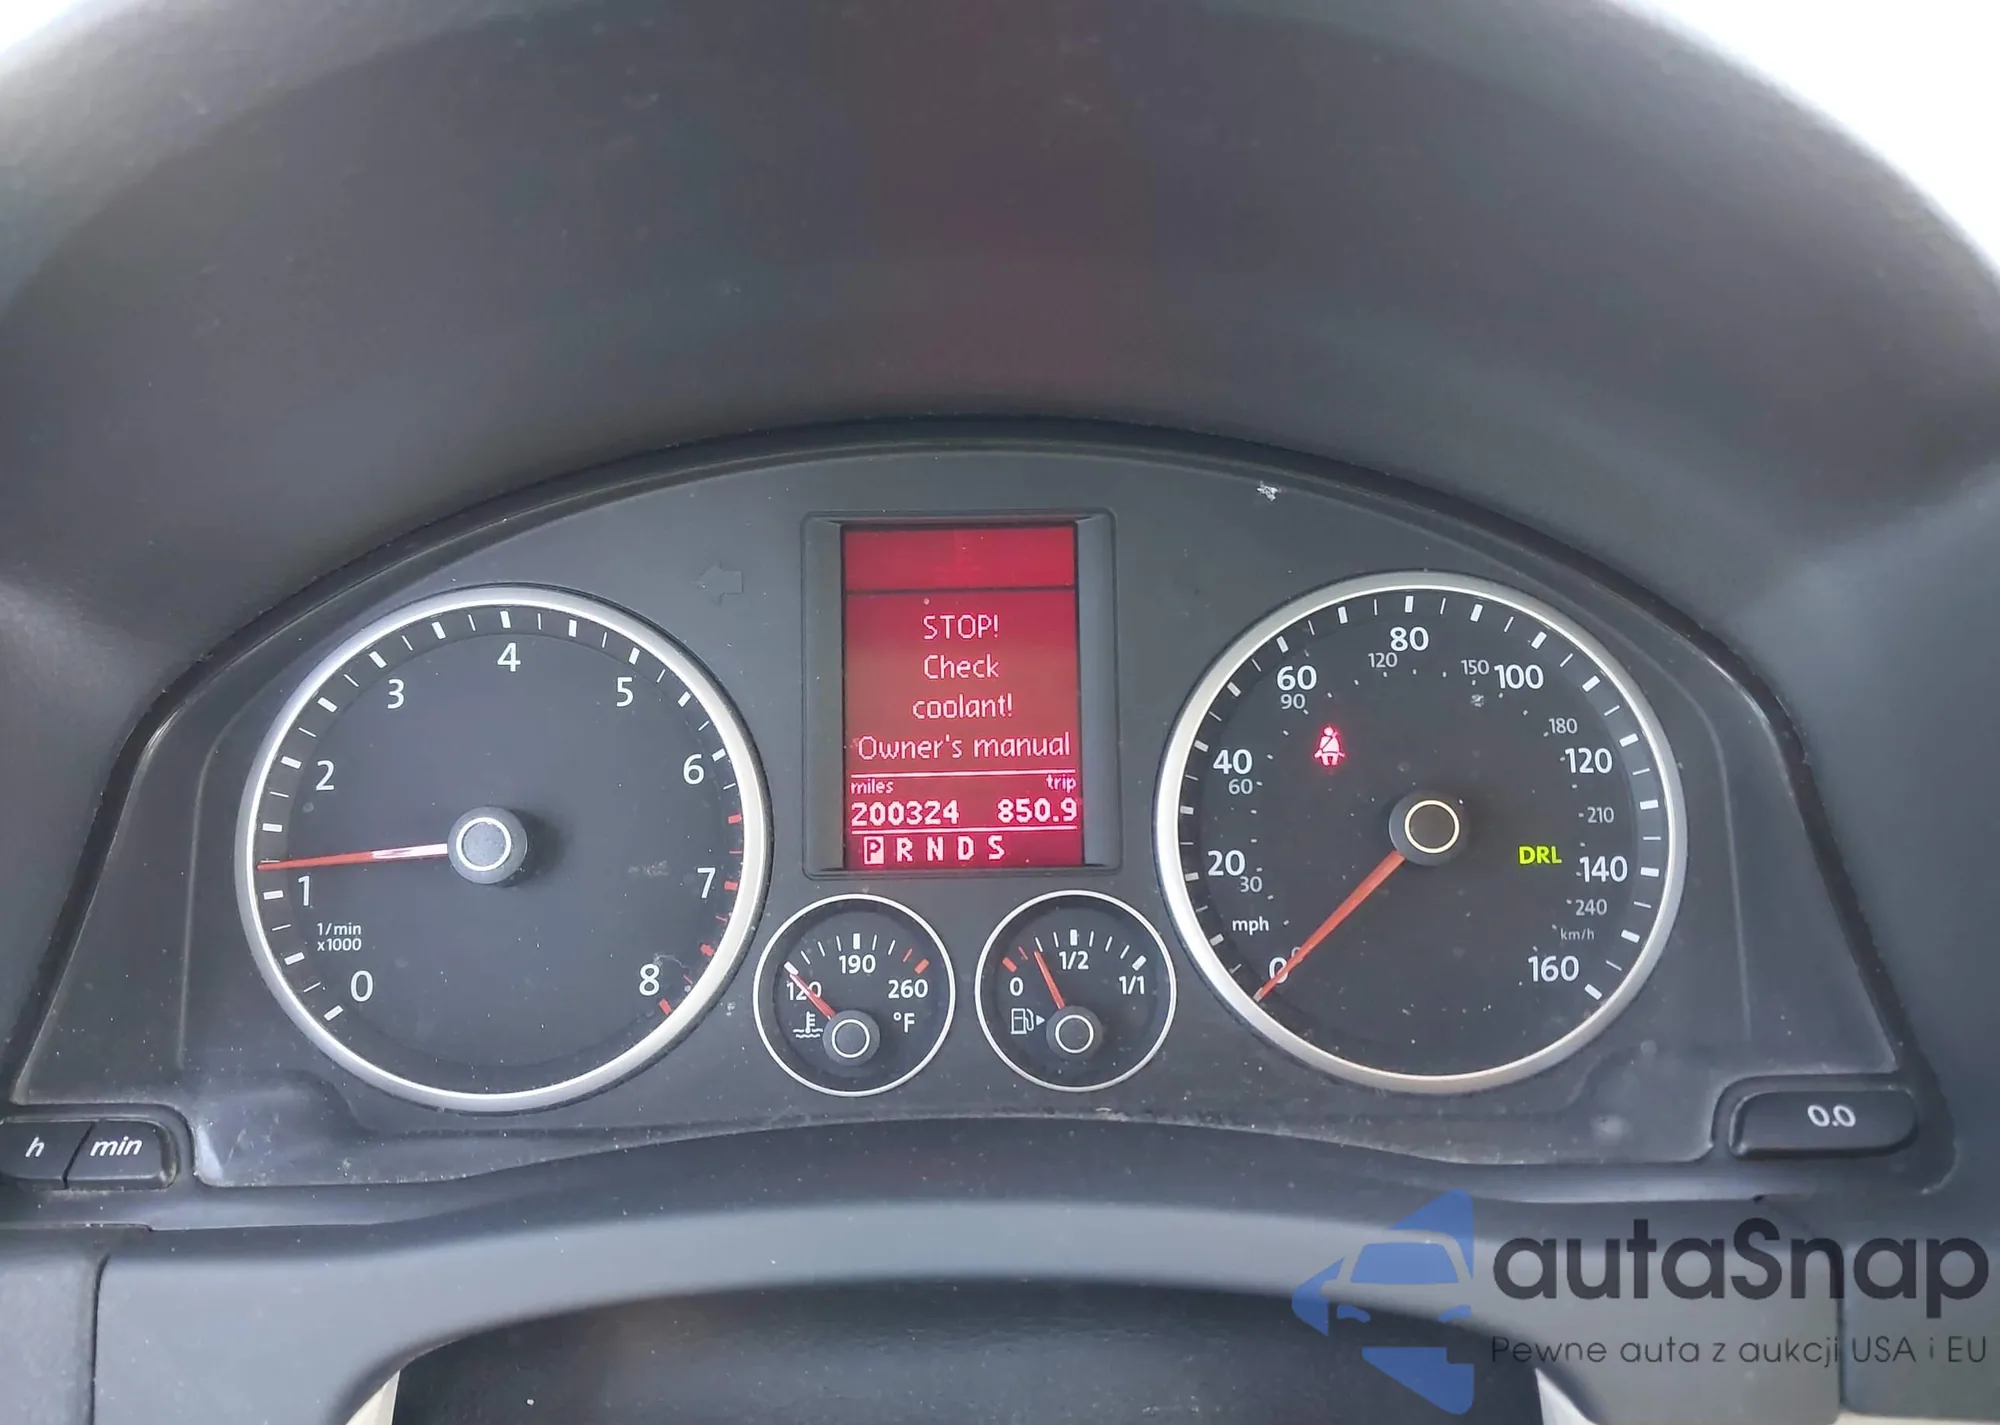 STOP!
Check
coolant!
Owner's manual
miles trip
200324 850.9
P R N D S
0 1 2 3 4 5 6 7 8
1/min
x1000
120 190 260
°F
0 1/2 1/1
0 20 40 60 80 100 120 140 160
30 60 90 120 150 180 210 240
mph
km/h
DRL
h min
0.0
autaSnap
Pewne auta z aukcji USA i EU